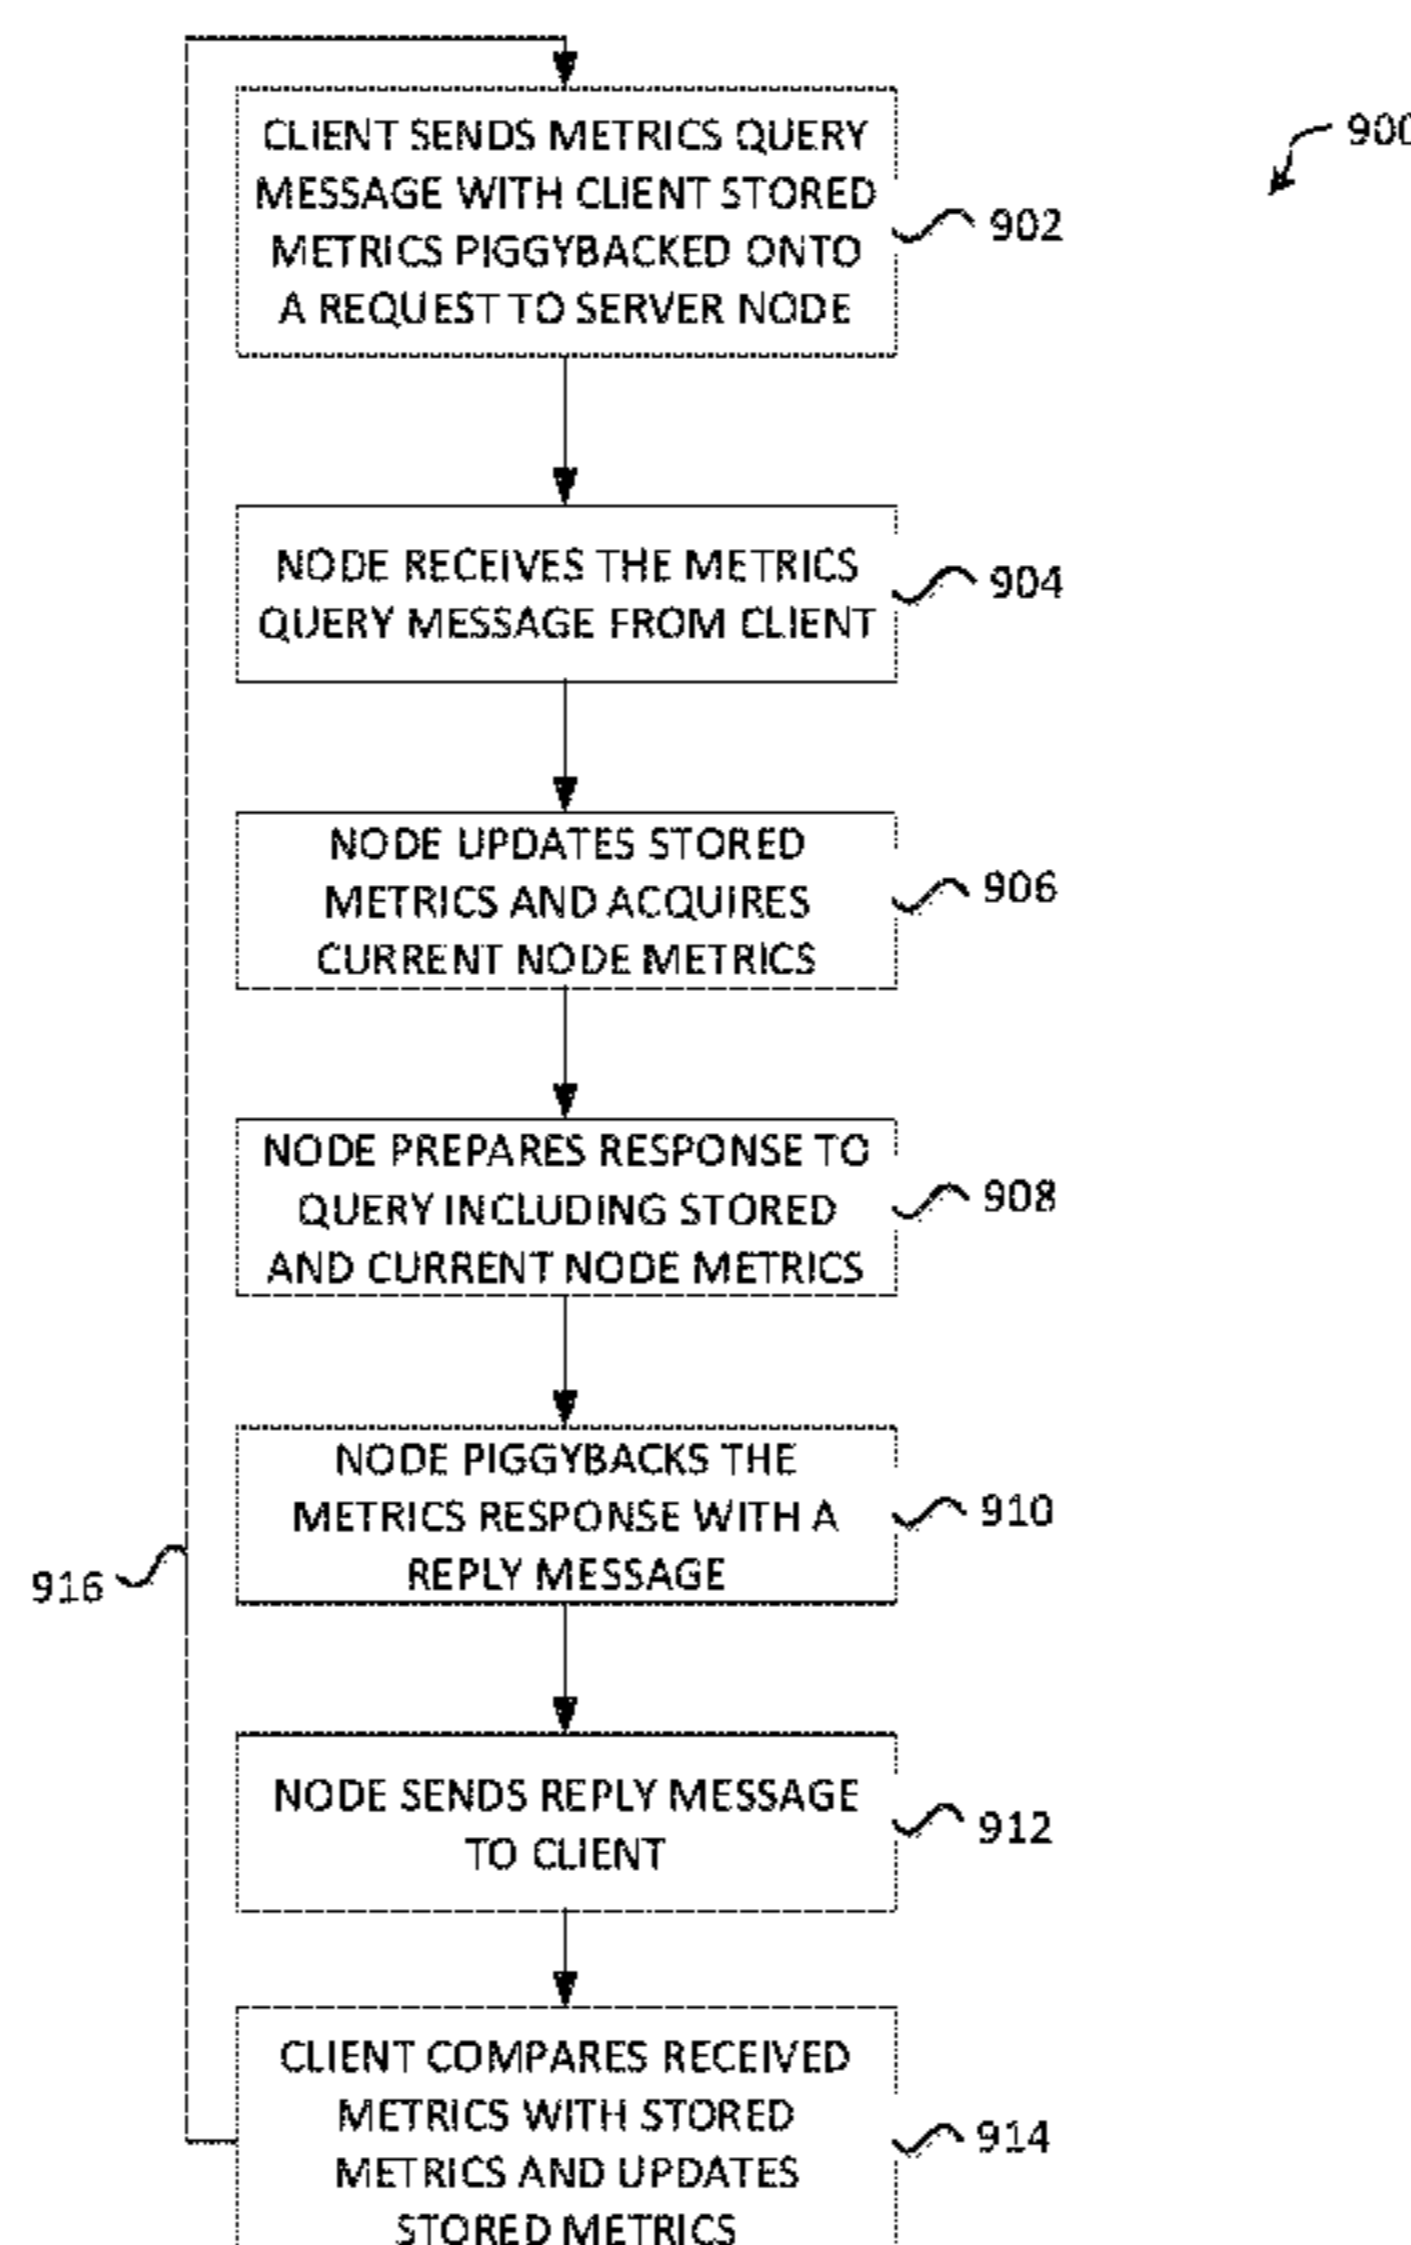 900
CLIENT SENDS METRICS QUERY
MESSAGE WITH CLIENT STORED
METRICS PIGGYBACKED ONTO
A REQUEST TO SERVER NODE
902
NODE RECEIVES THE METRICS
QUERY MESSAGE FROM CLIENT
904
NODE UPDATES STORED
METRICS AND ACQUIRES
CURRENT NODE METRICS
906
NODE PREPARES RESPONSE TO
QUERY INCLUDING STORED
AND CURRENT NODE METRICS
908
NODE PIGGYBACKS THE
METRICS RESPONSE WITH A
REPLY MESSAGE
910
916
NODE SENDS REPLY MESSAGE
TO CLIENT
912
CLIENT COMPARES RECEIVED
METRICS WITH STORED
METRICS AND UPDATES
STORED METRICS
914